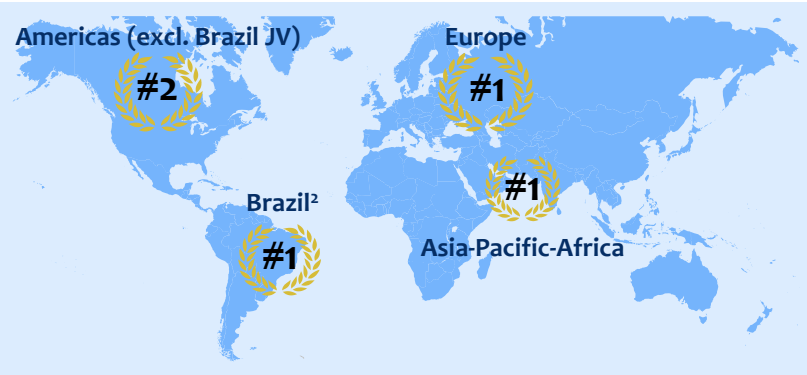 Americas (excl. Brazil JV)
Europe
#2
#1
#1
Brazil²
Asia-Pacific-Africa
#1